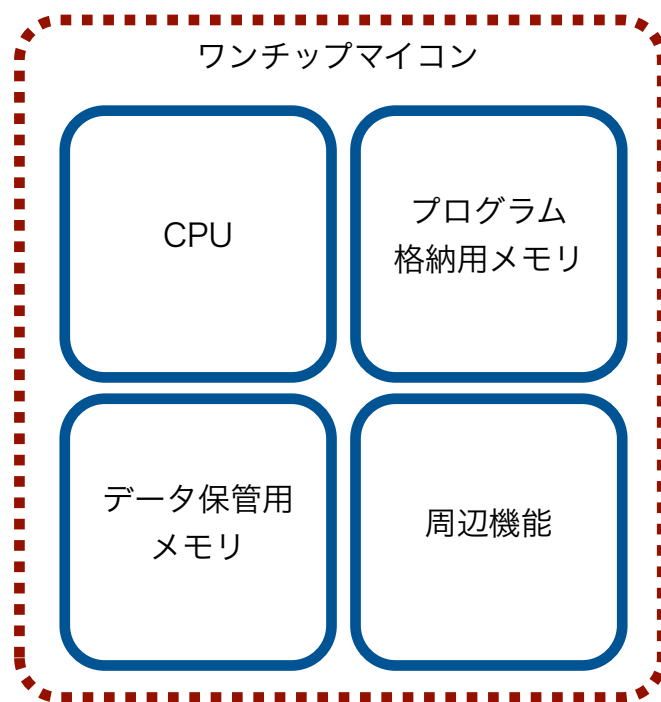 ワンチップマイコン
CPU
プログラム
格納用メモリ
データ保管用
メモリ
周辺機能